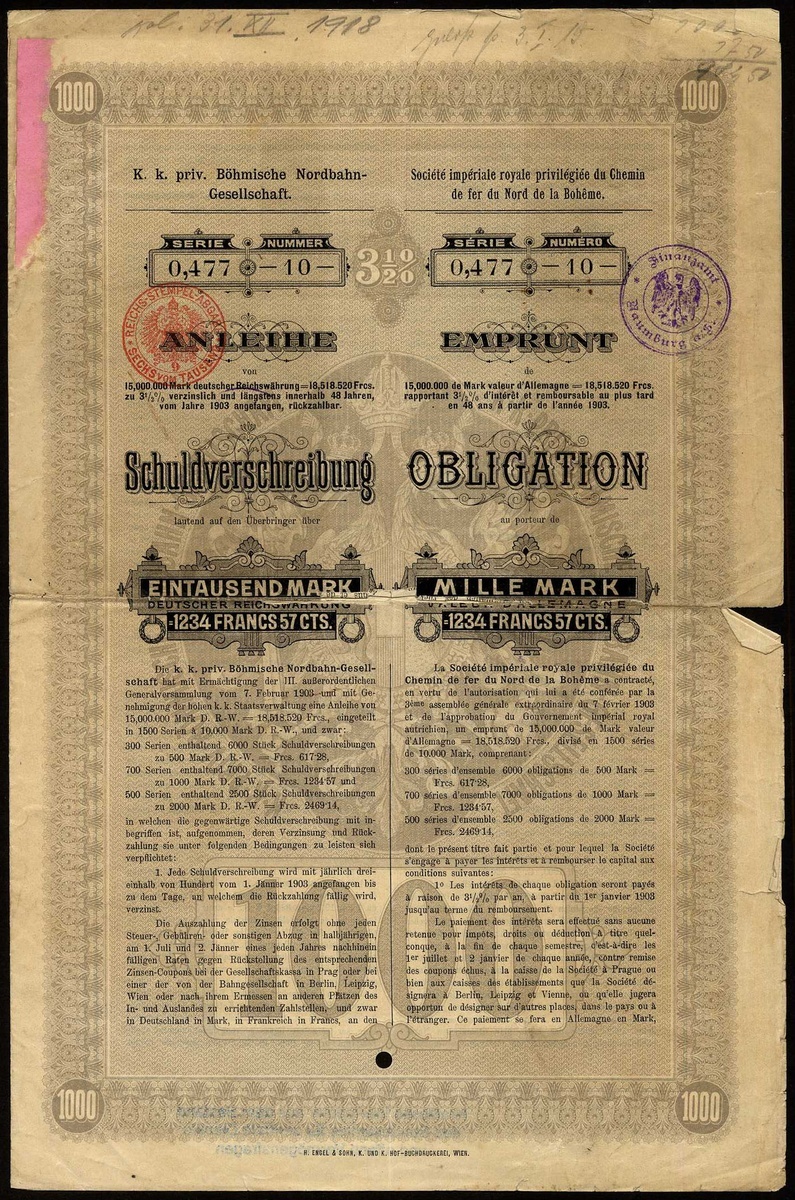 31. XII. 1918
3. I. 15
1000
1000
K. k. priv. Böhmische Nordbahn-
Gesellschaft.
SERIE NUMMER
0,477 — 10 —
3 1/2 %
REICHS-STEMPEL-ABGABE
SECHS VOM TAUSEND
ANLEIHE
von
15,000.000 Mark deutscher Reichswährung = 18,518.520 Frcs.
zu 3 1/2 % verzinslich und längstens innerhalb 48 Jahren,
vom Jahre 1903 angefangen, rückzahlbar.
Schuldverschreibung
lautend auf den Überbringer über
EINTAUSEND MARK
DEUTSCHER REICHSWÄHRUNG
=1234 FRANCS 57 CTS.
Die k. k. priv. Böhmische Nordbahn-Gesell-
schaft hat mit Ermächtigung der III. außerordentlichen
Generalversammlung vom 7. Februar 1903 und mit Ge-
nehmigung der hohen k. k. Staatsverwaltung eine Anleihe von
15,000.000 Mark D. R.-W. = 18,518.520 Frcs., eingeteilt
in 1500 Serien à 10.000 Mark D. R.-W., und zwar:
300 Serien enthaltend 6000 Stück Schuldverschreibungen
zu 500 Mark D. R.-W. = Frcs. 617·28,
700 Serien enthaltend 7000 Stück Schuldverschreibungen
zu 1000 Mark D. R.-W. = Frcs. 1234·57 und
500 Serien enthaltend 2500 Stück Schuldverschreibungen
zu 2000 Mark D. R.-W. = Frcs. 2469·14,
in welchen die gegenwärtige Schuldverschreibung mit in-
begriffen ist, aufgenommen, deren Verzinsung und Rück-
zahlung sie unter folgenden Bedingungen zu leisten sich
verpflichtet:
1. Jede Schuldverschreibung wird mit jährlich drei-
einhalb von Hundert vom 1. Jänner 1903 angefangen bis
zu dem Tage, an welchem die Rückzahlung fällig wird,
verzinst.
Die Auszahlung der Zinsen erfolgt ohne jeden
Steuer-, Gebühren- oder sonstigen Abzug in halbjährigen,
am 1. Juli und 2. Jänner eines jeden Jahres nachhinein
fälligen Raten gegen Rückstellung des entsprechenden
Zinsen-Coupons bei der Gesellschaftskassa in Prag oder bei
einer der von der Bahngesellschaft in Berlin, Leipzig,
Wien oder nach ihrem Ermessen an anderen Plätzen des
In- und Auslandes zu errichtenden Zahlstellen, und zwar
in Deutschland in Mark, in Frankreich in Francs, an den
Société impériale royale privilégiée du Chemin
de fer du Nord de la Bohême.
SÉRIE NUMÉRO
0,477 — 10 —
Finanzamt
Naumburg a. S.
EMPRUNT
de
15,000.000 de Mark valeur d'Allemagne = 18,518.520 Frcs.
rapportant 3 1/2 % d'intérêt et remboursable au plus tard
en 48 ans à partir de l'année 1903.
OBLIGATION
au porteur de
MILLE MARK
VALEUR D'ALLEMAGNE
=1234 FRANCS 57 CTS.
La Société impériale royale privilégiée du
Chemin de fer du Nord de la Bohême a contracté,
en vertu de l'autorisation qui lui a été conférée par la
3ème assemblée générale extraordinaire du 7 février 1903
et de l'approbation du Gouvernement impérial royal
autrichien, un emprunt de 15,000.000 de Mark valeur
d'Allemagne = 18,518.520 Frcs., divisé en 1500 séries
de 10.000 Mark, comprenant:
300 séries d'ensemble 6000 obligations de 500 Mark =
Frcs. 617·28,
700 séries d'ensemble 7000 obligations de 1000 Mark =
Frcs. 1234·57,
500 séries d'ensemble 2500 obligations de 2000 Mark =
Frcs. 2469·14,
dont le présent titre fait partie et pour lequel la Société
s'engage à payer les intérêts et à rembourser le capital aux
conditions suivantes:
1º Les intérêts de chaque obligation seront payés
à raison de 3 1/2 % par an, à partir du 1er janvier 1903
jusqu'au terme du remboursement.
Le paiement des intérêts sera effectué sans aucune
retenue pour impôts, droits ou déduction à titre quel-
conque, à la fin de chaque semestre, c'est-à-dire les
1er juillet et 2 janvier de chaque année, contre remise
des coupons échus, à la caisse de la Société à Prague ou
bien aux caisses des établissements que la Société dé-
signera à Berlin, Leipzig et Vienne, ou qu'elle jugera
opportun de désigner sur d'autres places, dans le pays ou à
l'étranger. Ce paiement se fera en Allemagne en Mark,
1903
1000
1000
H. ENGEL & SOHN, K. UND K. HOF-BUCHDRUCKEREI, WIEN.